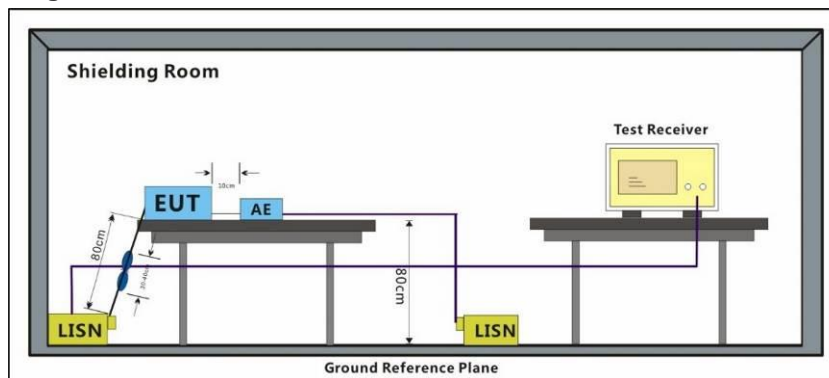 Shielding Room
Test Receiver
10cm
EUT
AE
80cm
80cm
LISN
LISN
Ground Reference Plane